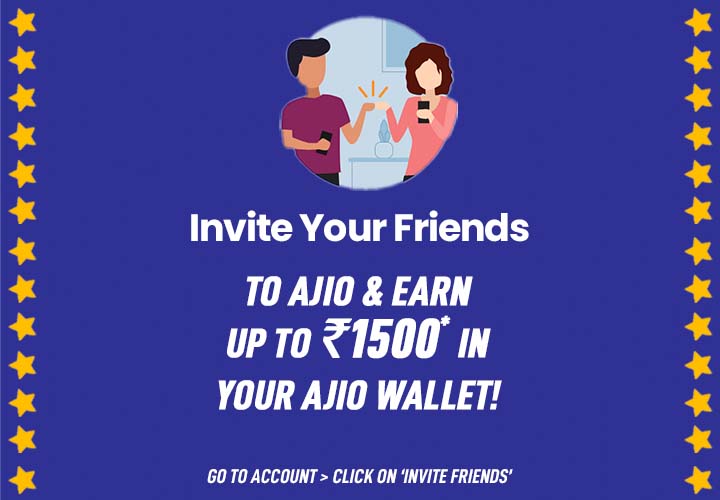 Invite Your Friends
TO AJIO & EARN
UP TO ₹1500* IN
YOUR AJIO WALLET!
GO TO ACCOUNT > CLICK ON ‘INVITE FRIENDS’